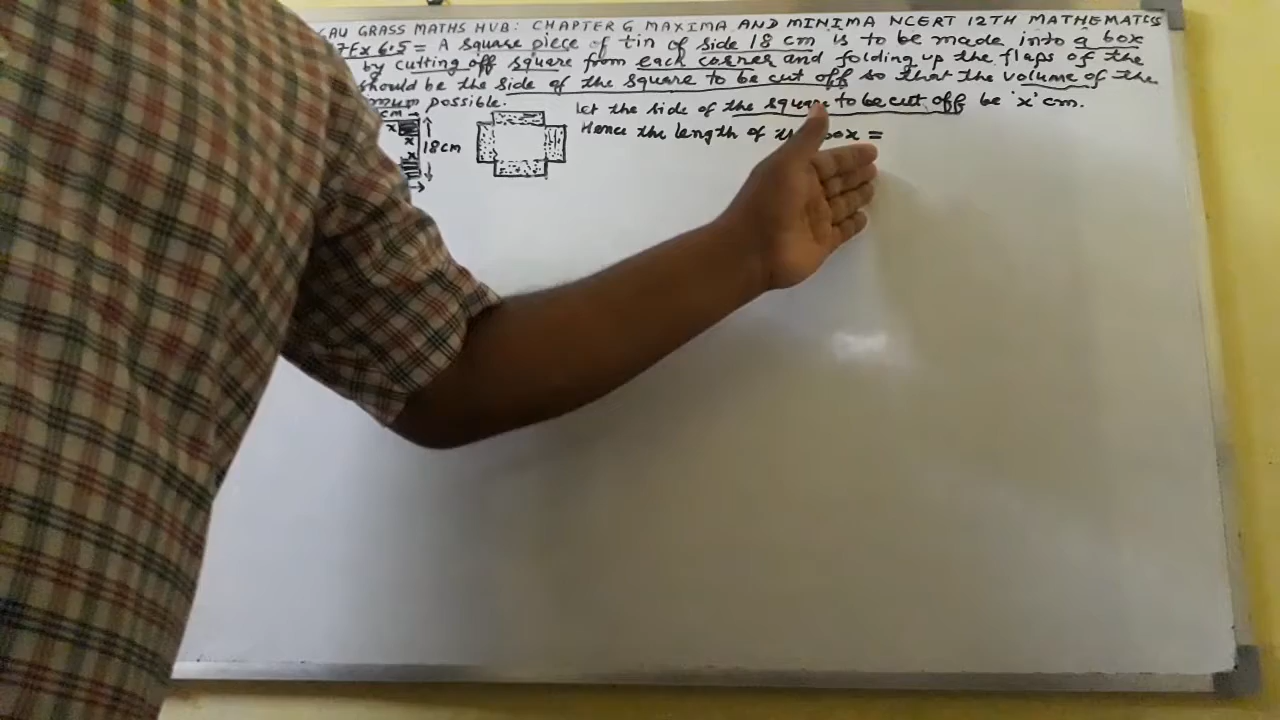 GRASS MATHS HUB: CHAPTER 6 MAXIMA AND MINIMA NCERT 12TH MATHEMATICS
Ex 6.5 = A square piece of tin of side 18 cm is to be made into a box
by cutting off square from each corner and folding up the flaps of the
should be the side of the square to be cut off so that the volume of the
possible.
Let the side of the square to be cut off be 'x' cm.
cm
x
x
x
18cm
Hence the length of the box =